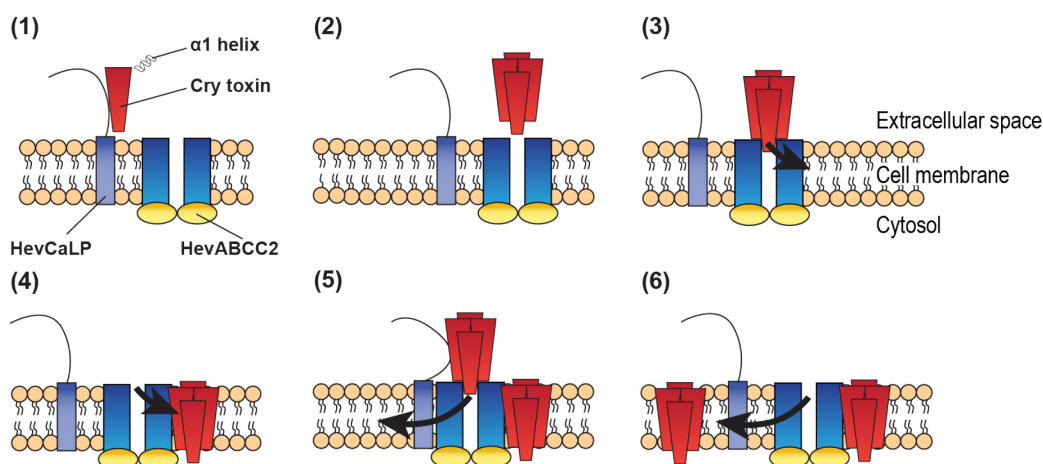 (1)
α1 helix
Cry toxin
HevCaLP
HevABCC2
(2)
(3)
Extracellular space
Cell membrane
Cytosol
(4)
(5)
(6)